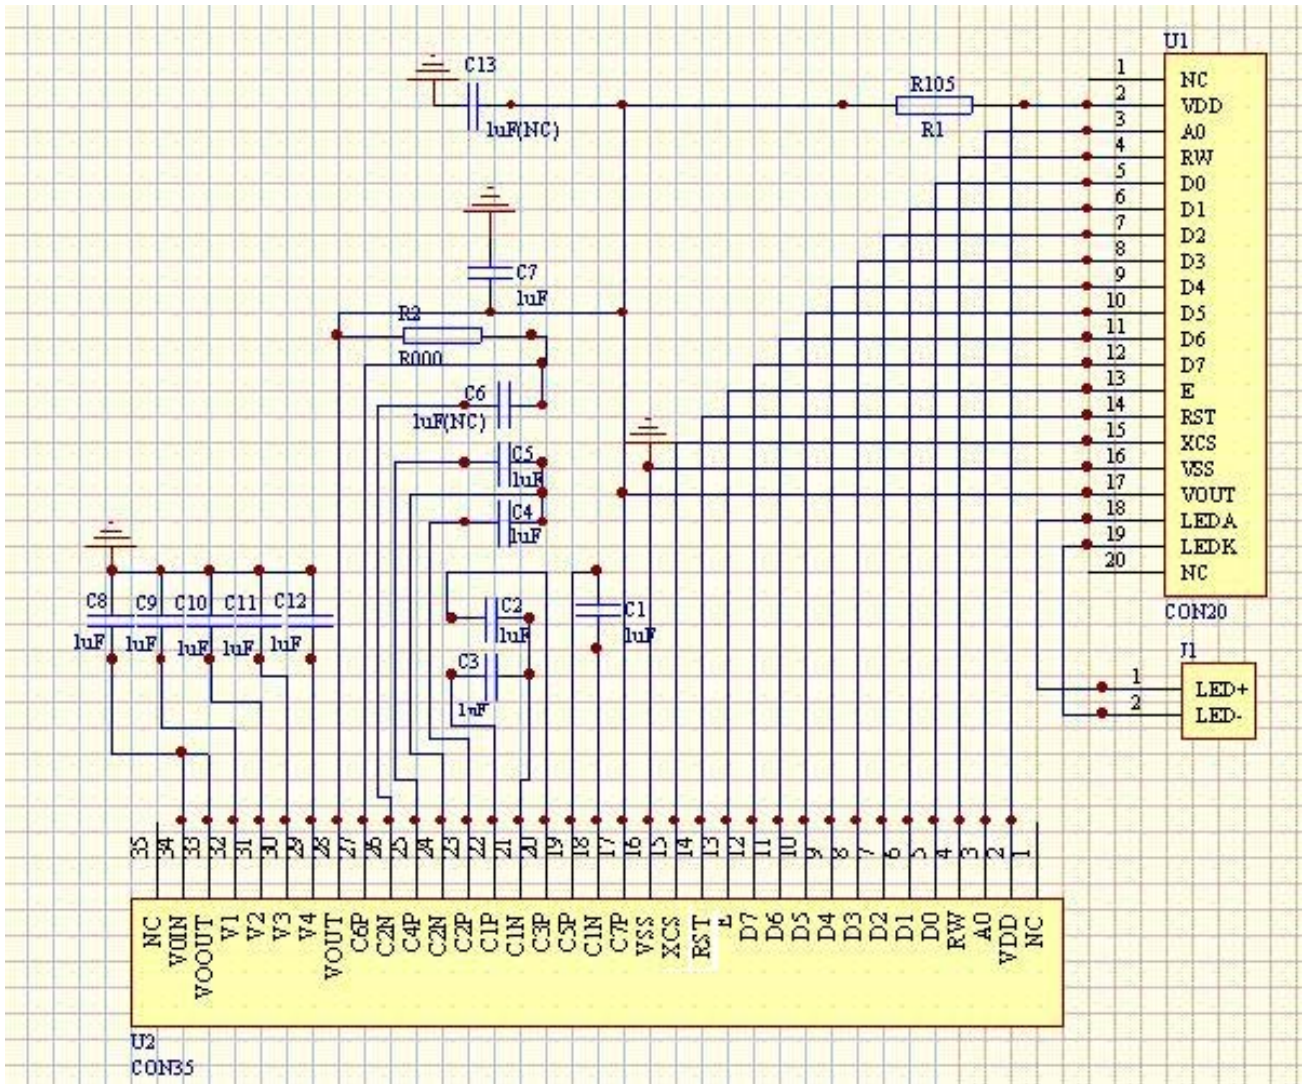 U1
C13
1uF(NC)
R105
R1
1 NC
2 VDD
3 A0
4 RW
5 D0
6 D1
7 D2
8 D3
9 D4
10 D5
11 D6
12 D7
13 E
14 RST
15 XCS
16 VSS
17 VOUT
18 LEDA
19 LEDK
20 NC
CON20
C7
1uF
R2
R000
C6
1uF(NC)
C5
1uF
C4
1uF
C8 C9 C10 C11 C12
1uF 1uF 1uF 1uF 1uF
C2
1uF
C1
1uF
C3
1uF
J1
1 LED+
2 LED-
35 34 33 32 31 30 29 28 27 26 25 24 23 22 21 20 19 18 17 16 15 14 13 12 11 10 9 8 7 6 5 4 3 2 1
NC V0IN VOOUT V1 V2 V3 V4 VOUT C6P C2N C4P C2N C2P C1P C1N C3P C5P C1N C7P VSS XCS RST E D7 D6 D5 D4 D3 D2 D1 D0 RW A0 VDD NC
U2
CON35